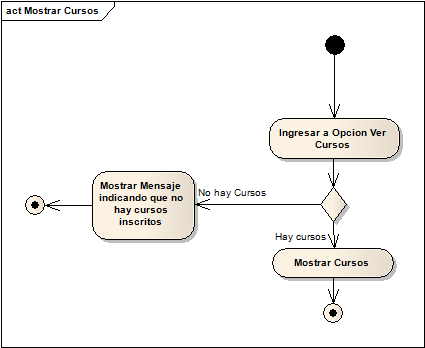 act Mostrar Cursos
Ingresar a Opcion Ver
Cursos
No hay Cursos
Mostrar Mensaje
indicando que no
hay cursos
inscritos
Hay cursos
Mostrar Cursos